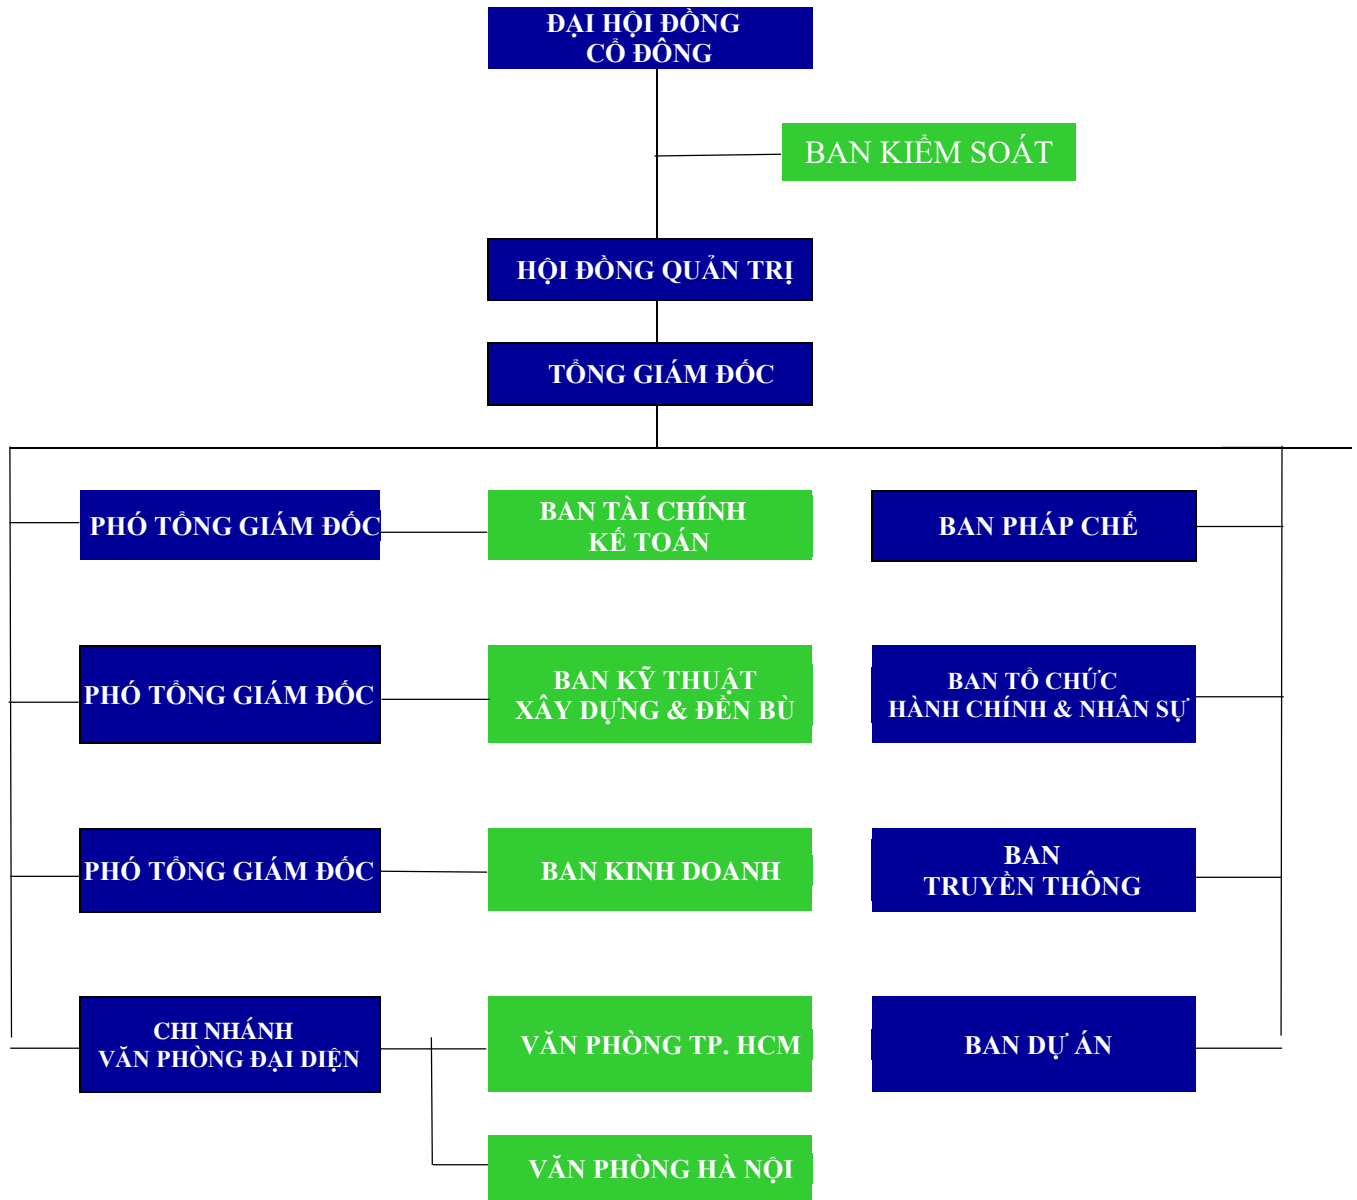 ĐẠI HỘI ĐỒNG
CỔ ĐÔNG
BAN KIỂM SOÁT
HỘI ĐỒNG QUẢN TRỊ
TỔNG GIÁM ĐỐC
PHÓ TỔNG GIÁM ĐỐC
BAN TÀI CHÍNH
KẾ TOÁN
BAN PHÁP CHẾ
PHÓ TỔNG GIÁM ĐỐC
BAN KỸ THUẬT
XÂY DỰNG & ĐỀN BÙ
BAN TỔ CHỨC
HÀNH CHÍNH & NHÂN SỰ
PHÓ TỔNG GIÁM ĐỐC
BAN KINH DOANH
BAN
TRUYỀN THÔNG
CHI NHÁNH
VĂN PHÒNG ĐẠI DIỆN
VĂN PHÒNG TP. HCM
BAN DỰ ÁN
VĂN PHÒNG HÀ NỘI